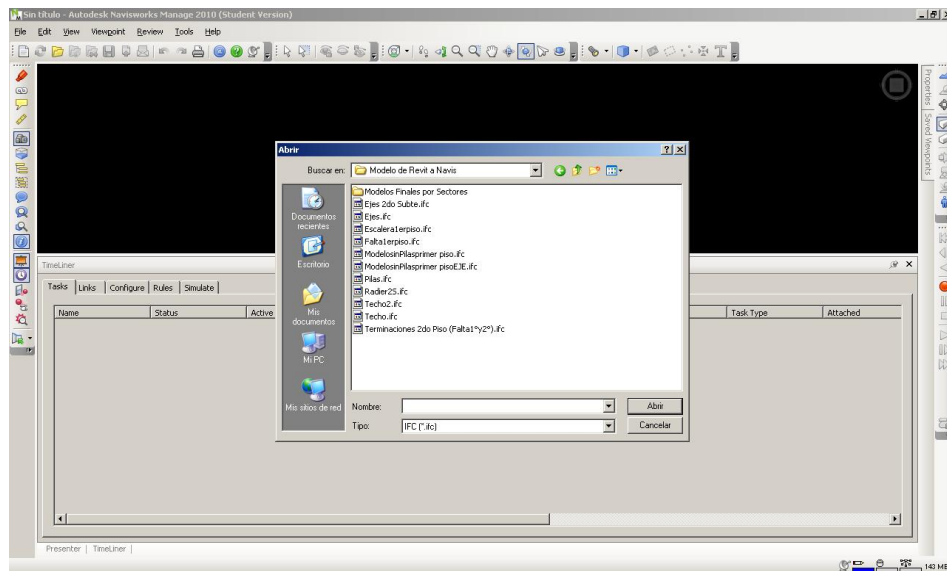 Sin título - Autodesk Navisworks Manage 2010 (Student Version)
File Edit View Viewpoint Review Tools Help
Properties
Saved Viewpoints
Abrir
Buscar en: Modelo de Revit a Navis
Documentos recientes
Escritorio
Mis documentos
Mi PC
Mis sitios de red
Modelos Finales por Sectores
Ejes 2do Subte.ifc
Ejes.ifc
Escalera1erpiso.ifc
Falta1erpiso.ifc
ModelosinPilasprimer piso.ifc
ModelosinPilasprimer pisoEJE.ifc
Pilas.ifc
Radier2S.ifc
Techo2.ifc
Techo.ifc
Terminaciones 2do Piso (Falta1°y2°).ifc
Nombre: Abrir
Tipo: IFC (*.ifc) Cancelar
TimeLiner
Tasks Links Configure Rules Simulate
Name Status Active Task Type Attached
Presenter TimeLiner
143 ME